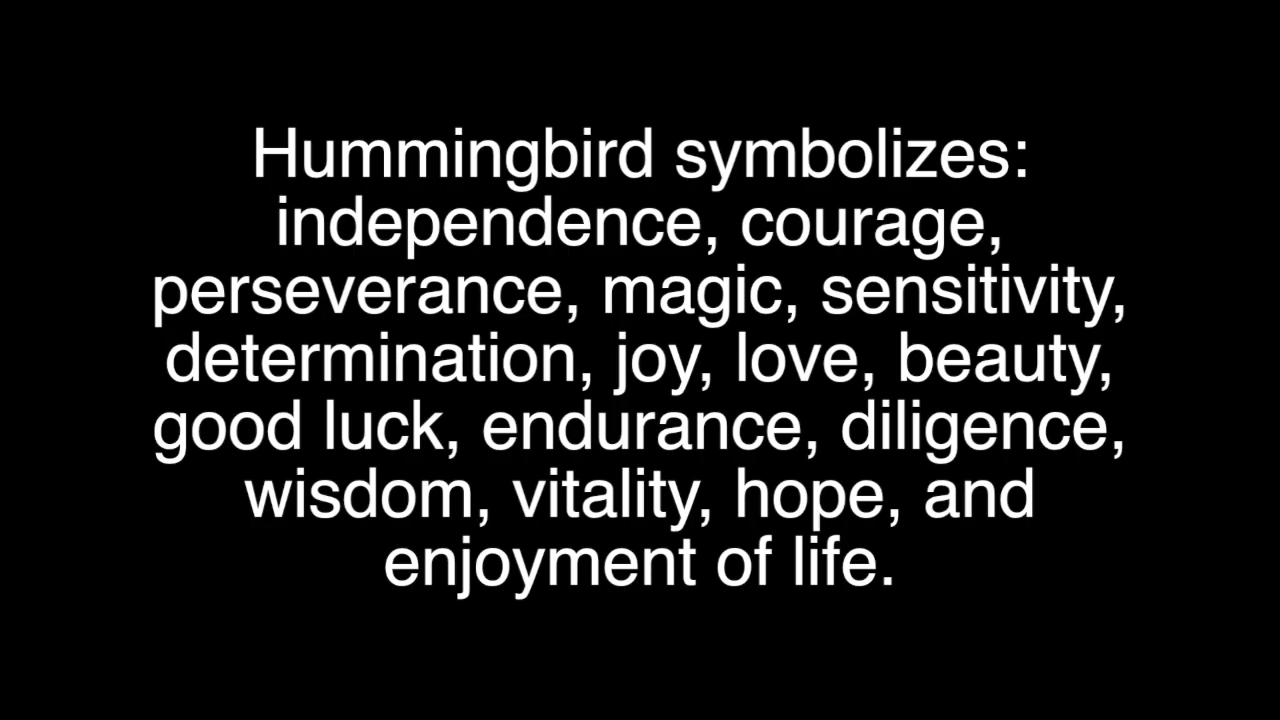 Hummingbird symbolizes:
independence, courage,
perseverance, magic, sensitivity,
determination, joy, love, beauty,
good luck, endurance, diligence,
wisdom, vitality, hope, and
enjoyment of life.